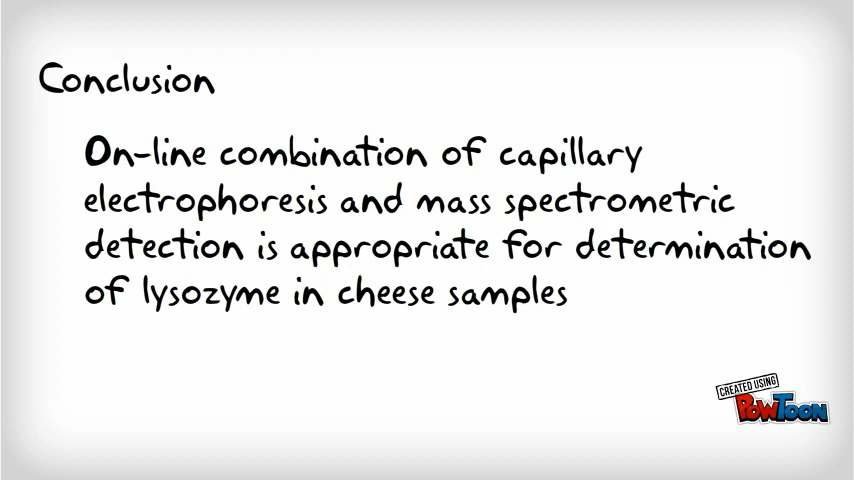 Conclusion
On-line combination of capillary
electrophoresis and mass spectrometric
detection is appropriate for determination
of lysozyme in cheese samples
CREATED USING
POWTOON